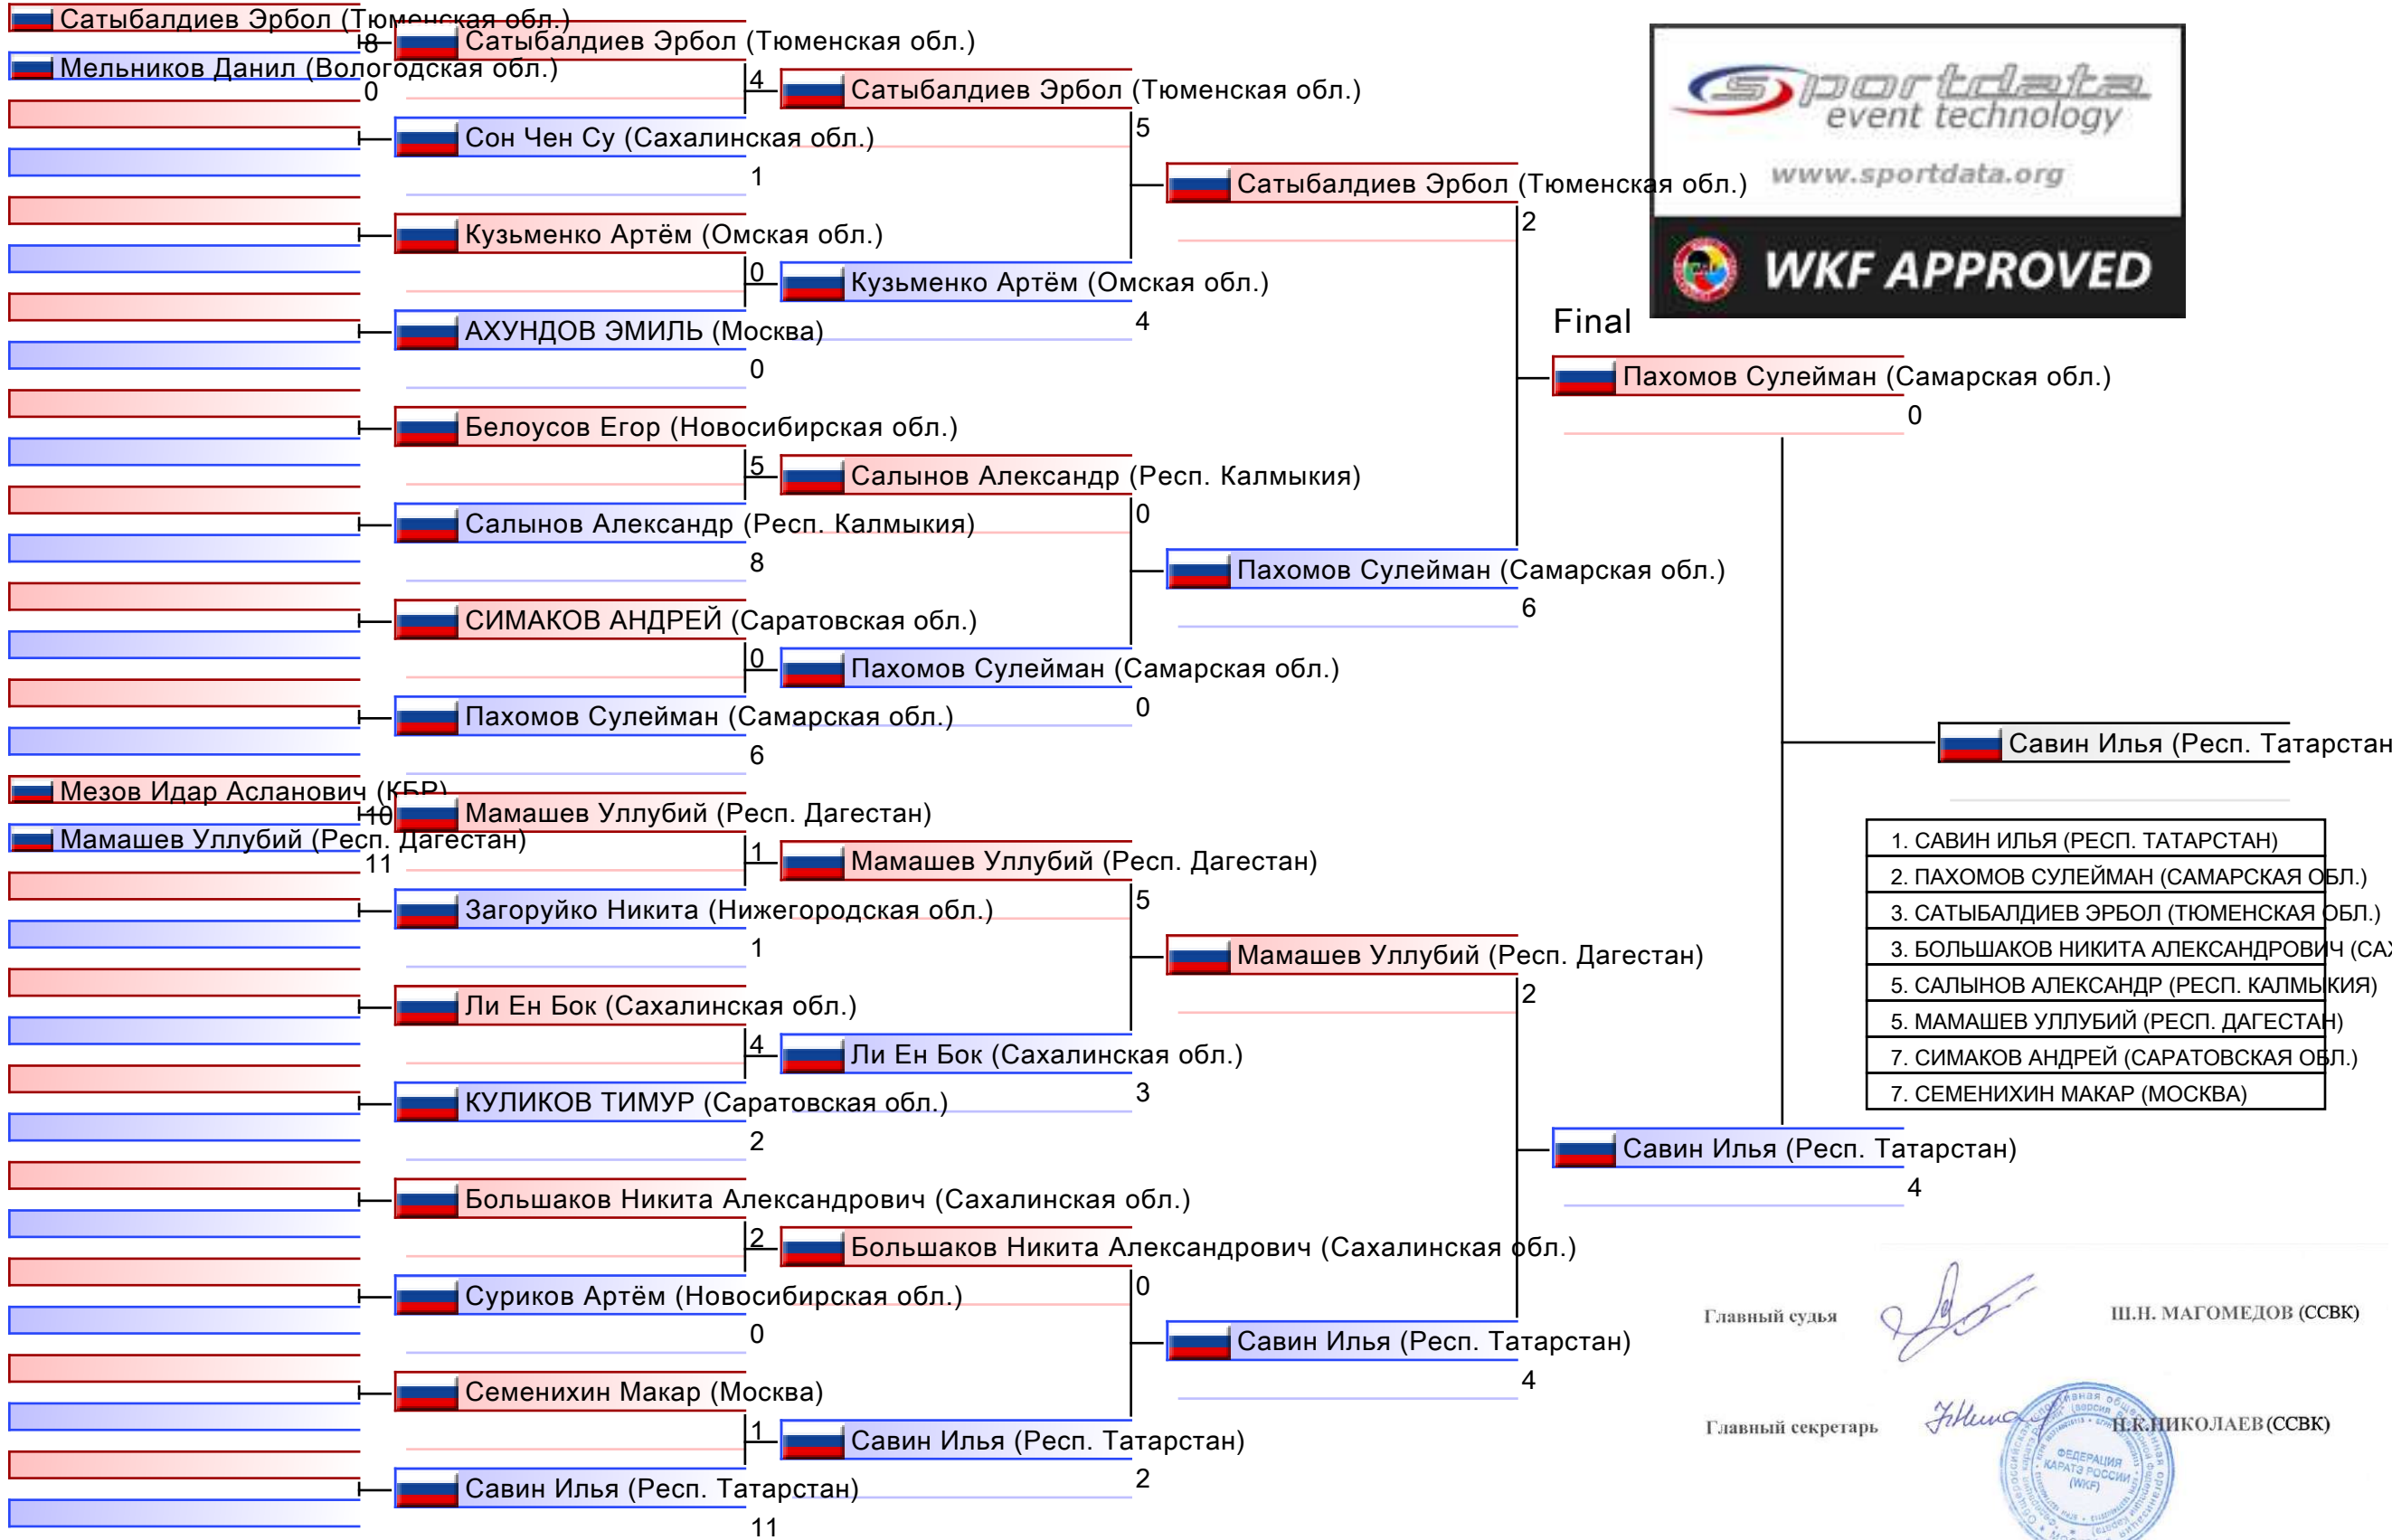 Сатыбалдиев Эрбол (Тюменская обл.)
8
Мельников Данил (Вологодская обл.)
0
Мезов Идар Асланович (КБР)
10
Мамашев Уллубий (Респ. Дагестан)
11
Сатыбалдиев Эрбол (Тюменская обл.)
4
Сон Чен Су (Сахалинская обл.)
1
Кузьменко Артём (Омская обл.)
0
АХУНДОВ ЭМИЛЬ (Москва)
0
Белоусов Егор (Новосибирская обл.)
5
Салынов Александр (Респ. Калмыкия)
8
СИМАКОВ АНДРЕЙ (Саратовская обл.)
0
Пахомов Сулейман (Самарская обл.)
6
Мамашев Уллубий (Респ. Дагестан)
1
Загоруйко Никита (Нижегородская обл.)
1
Ли Ен Бок (Сахалинская обл.)
4
КУЛИКОВ ТИМУР (Саратовская обл.)
2
Большаков Никита Александрович (Сахалинская обл.)
2
Суриков Артём (Новосибирская обл.)
0
Семенихин Макар (Москва)
1
Савин Илья (Респ. Татарстан)
11
Сатыбалдиев Эрбол (Тюменская обл.)
5
Кузьменко Артём (Омская обл.)
4
Салынов Александр (Респ. Калмыкия)
0
Пахомов Сулейман (Самарская обл.)
0
Мамашев Уллубий (Респ. Дагестан)
5
Ли Ен Бок (Сахалинская обл.)
3
Большаков Никита Александрович (Сахалинская обл.)
0
Савин Илья (Респ. Татарстан)
2
Сатыбалдиев Эрбол (Тюменская обл.)
2
Пахомов Сулейман (Самарская обл.)
6
Мамашев Уллубий (Респ. Дагестан)
2
Савин Илья (Респ. Татарстан)
4
Final
Пахомов Сулейман (Самарская обл.)
0
Савин Илья (Респ. Татарстан)
4
Савин Илья (Респ. Татарстан
sportdata
event technology
www.sportdata.org
WKF APPROVED
1. САВИН ИЛЬЯ (РЕСП. ТАТАРСТАН)
2. ПАХОМОВ СУЛЕЙМАН (САМАРСКАЯ ОБЛ.)
3. САТЫБАЛДИЕВ ЭРБОЛ (ТЮМЕНСКАЯ ОБЛ.)
3. БОЛЬШАКОВ НИКИТА АЛЕКСАНДРОВИЧ (САХ
5. САЛЫНОВ АЛЕКСАНДР (РЕСП. КАЛМЫКИЯ)
5. МАМАШЕВ УЛЛУБИЙ (РЕСП. ДАГЕСТАН)
7. СИМАКОВ АНДРЕЙ (САРАТОВСКАЯ ОБЛ.)
7. СЕМЕНИХИН МАКАР (МОСКВА)
Главный судья Ш.Н. МАГОМЕДОВ (ССВК)
Главный секретарь Н.К.НИКОЛАЕВ (ССВК)
ФЕДЕРАЦИЯ
КАРАТЭ РОССИИ
(WKF)